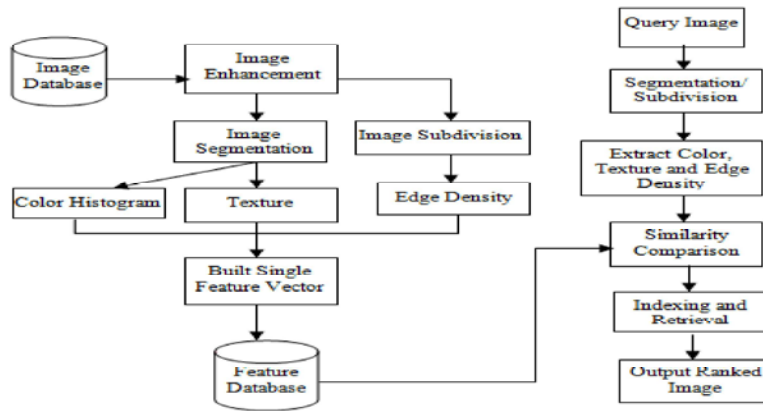 Image
Database
Image
Enhancement
Image
Segmentation
Image Subdivision
Color Histogram
Texture
Edge Density
Built Single
Feature Vector
Feature
Database
Query Image
Segmentation/
Subdivision
Extract Color,
Texture and Edge
Density
Similarity
Comparison
Indexing and
Retrieval
Output Ranked
Image